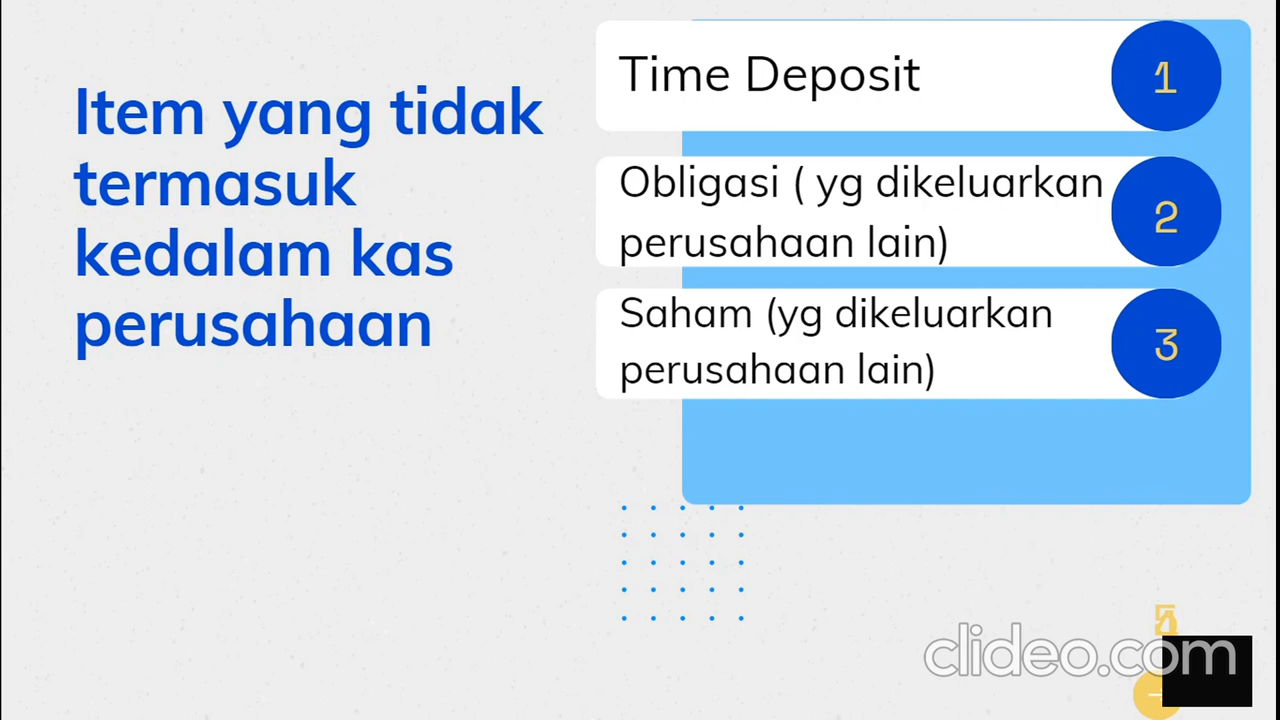 Item yang tidak
termasuk
kedalam kas
perusahaan
Time Deposit
1
Obligasi ( yg dikeluarkan
perusahaan lain)
2
Saham (yg dikeluarkan
perusahaan lain)
3
clideo.com